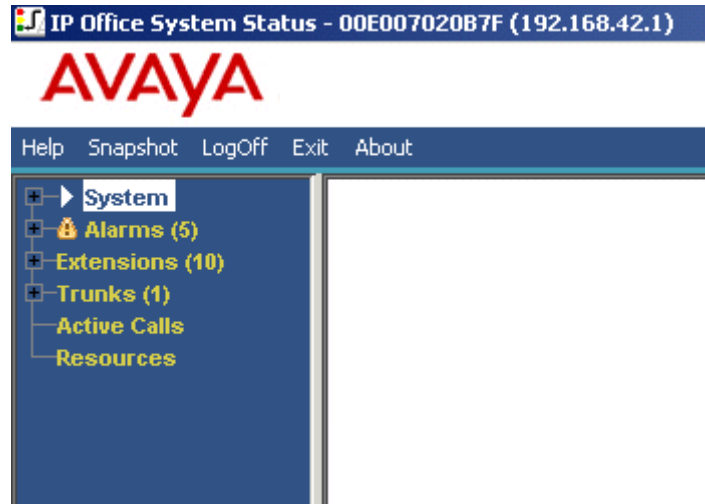 IP Office System Status - 00E007020B7F (192.168.42.1)
AVAYA
Help Snapshot LogOff Exit About
System
Alarms (5)
Extensions (10)
Trunks (1)
Active Calls
Resources